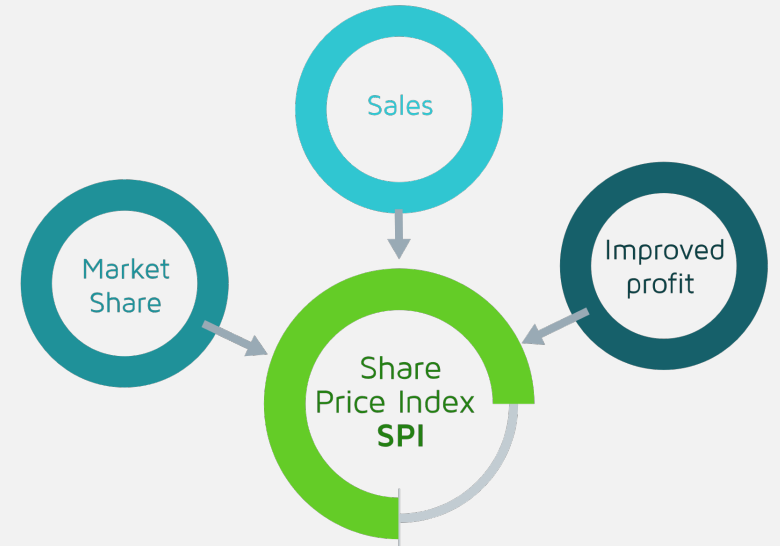 Sales
Market
Share
Improved
profit
Share
Price Index
SPI